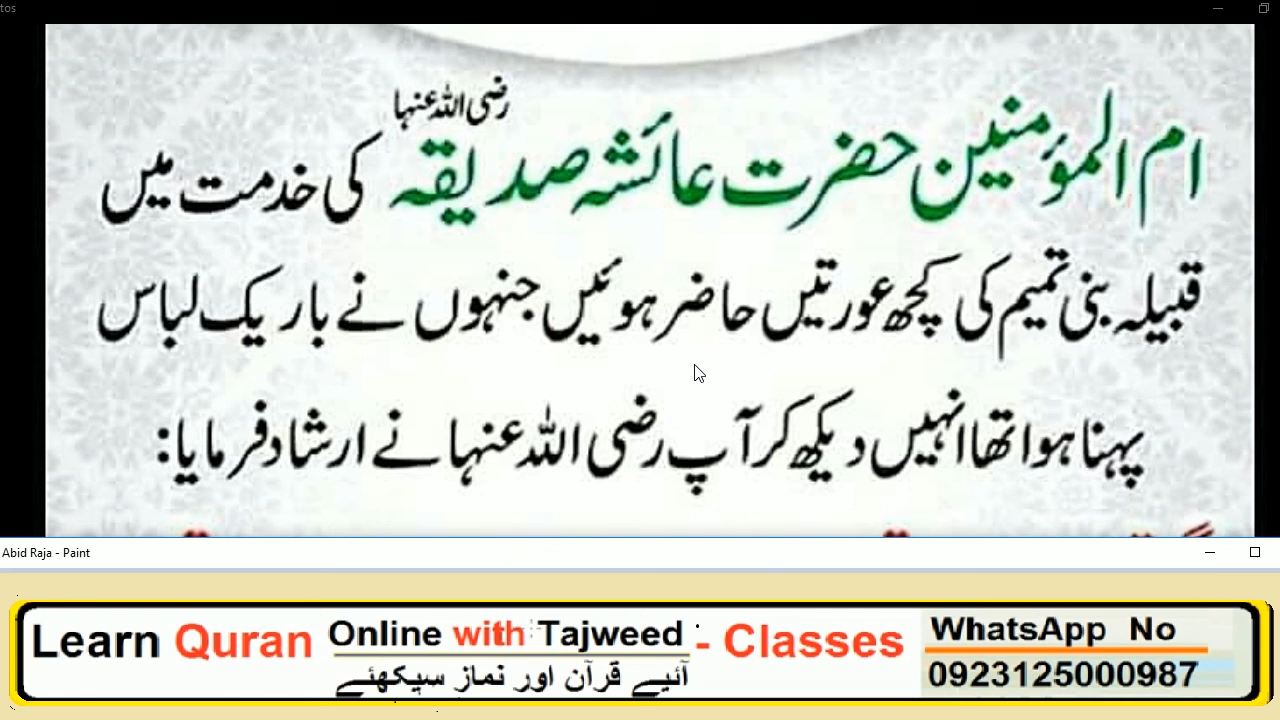 tos
رضی اللہ عنہا
ام المؤمنین حضرت عائشہ صدیقہ کی خدمت میں
قبیلہ بنی تمیم کی کچھ عورتیں حاضر ہوئیں جنہوں نے باریک لباس
پہنا ہوا تھا انہیں دیکھ کر آپ رضی اللہ عنہا نے ارشاد فرمایا:
Abid Raja - Paint
Learn Quran Online with Tajweed - Classes
آئیے قرآن اور نماز سیکھئے
WhatsApp No
0923125000987